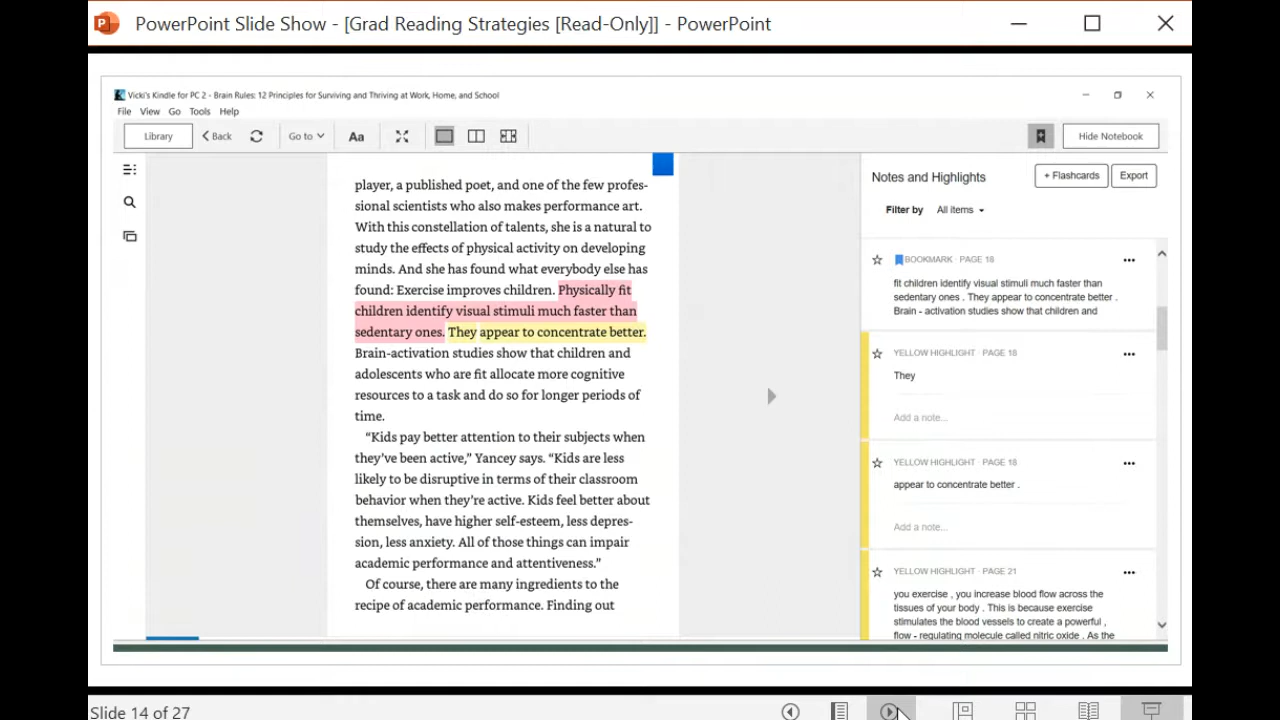 PowerPoint Slide Show - [Grad Reading Strategies [Read-Only]] - PowerPoint
Vicki's Kindle for PC 2 - Brain Rules: 12 Principles for Surviving and Thriving at Work, Home, and School
File View Go Tools Help
Library Back Go to Aa Hide Notebook
player, a published poet, and one of the few profes-
sional scientists who also makes performance art.
With this constellation of talents, she is a natural to
study the effects of physical activity on developing
minds. And she has found what everybody else has
found: Exercise improves children. Physically fit
children identify visual stimuli much faster than
sedentary ones. They appear to concentrate better.
Brain-activation studies show that children and
adolescents who are fit allocate more cognitive
resources to a task and do so for longer periods of
time.
“Kids pay better attention to their subjects when
they’ve been active,” Yancey says. “Kids are less
likely to be disruptive in terms of their classroom
behavior when they’re active. Kids feel better about
themselves, have higher self-esteem, less depres-
sion, less anxiety. All of those things can impair
academic performance and attentiveness.”
Of course, there are many ingredients to the
recipe of academic performance. Finding out
Notes and Highlights + Flashcards Export
Filter by All items
BOOKMARK · PAGE 18
fit children identify visual stimuli much faster than
sedentary ones . They appear to concentrate better .
Brain - activation studies show that children and
YELLOW HIGHLIGHT · PAGE 18
They
Add a note...
YELLOW HIGHLIGHT · PAGE 18
appear to concentrate better .
Add a note...
YELLOW HIGHLIGHT · PAGE 21
you exercise , you increase blood flow across the
tissues of your body . This is because exercise
stimulates the blood vessels to create a powerful ,
flow - regulating molecule called nitric oxide . As the
Slide 14 of 27